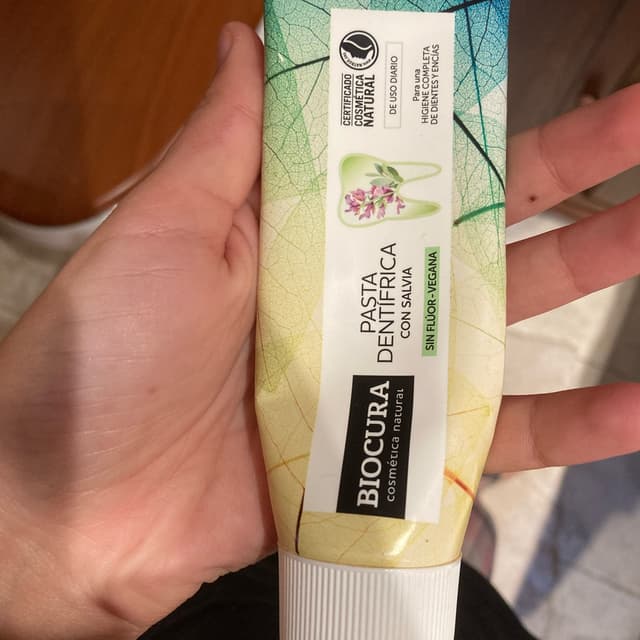 BIOCURA
cosmética natural
PASTA
DENTÍFRICA
CON SALVIA
SIN FLÚOR-VEGANA
CERTIFICADO
COSMÉTICA
NATURAL
DE USO DIARIO
Para una
HIGIENE COMPLETA
DE DIENTES Y ENCÍAS